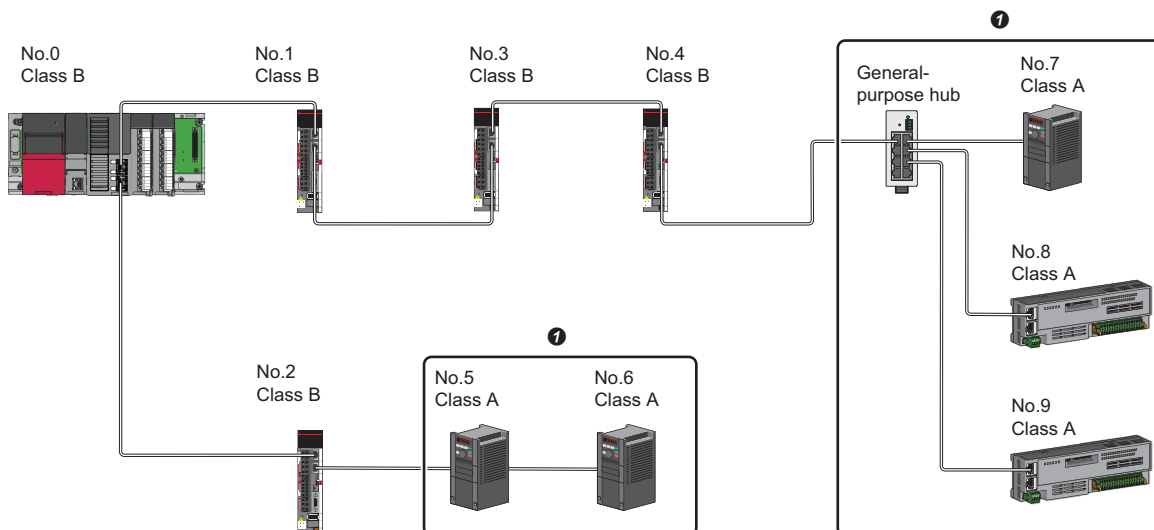 ❶
No.0
Class B
No.1
Class B
No.3
Class B
No.4
Class B
General-
purpose hub
No.7
Class A
No.8
Class A
❶
No.2
Class B
No.5
Class A
No.6
Class A
No.9
Class A